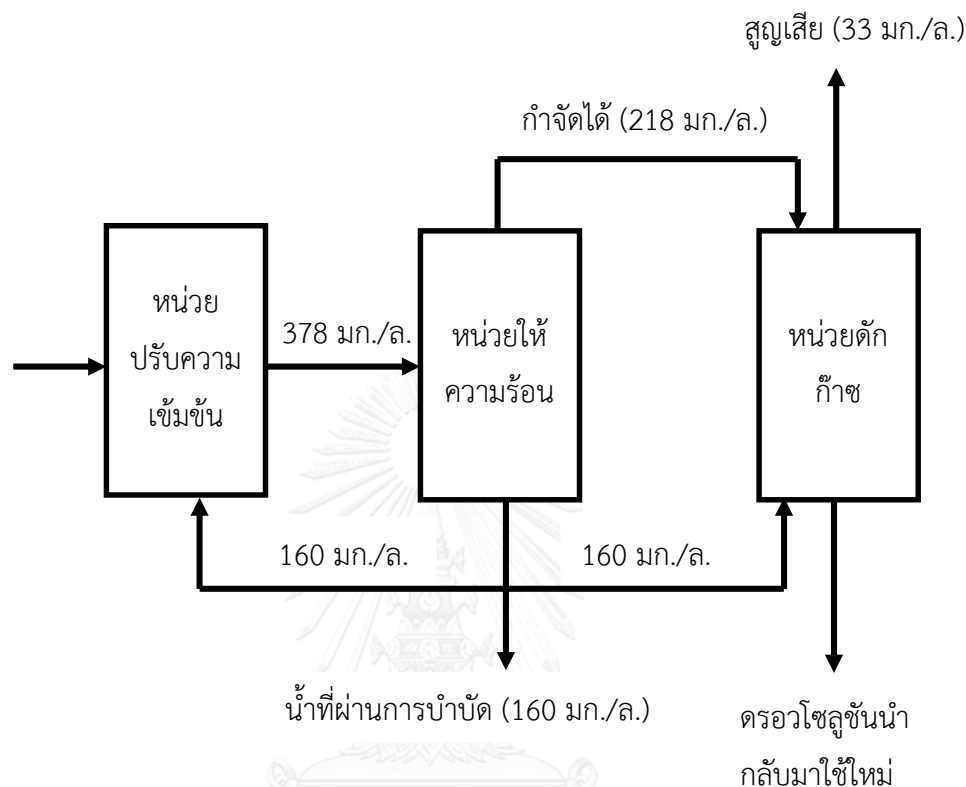 สูญเสีย (33 มก./ล.)
กำจัดได้ (218 มก./ล.)
หน่วย
ปรับความ
เข้มข้น
378 มก./ล.
หน่วยให้
ความร้อน
หน่วยดัก
ก๊าซ
160 มก./ล.
160 มก./ล.
น้ำที่ผ่านการบำบัด (160 มก./ล.)
ดรอวโซลูชันนำ
กลับมาใช้ใหม่